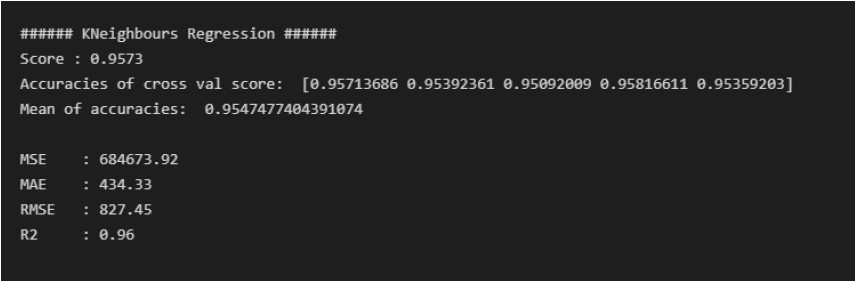 ###### KNeighbours Regression ######
Score : 0.9573
Accuracies of cross val score:  [0.95713686 0.95392361 0.95092009 0.95816611 0.95359203]
Mean of accuracies:  0.9547477404391074
MSE    : 684673.92
MAE    : 434.33
RMSE   : 827.45
R2     : 0.96